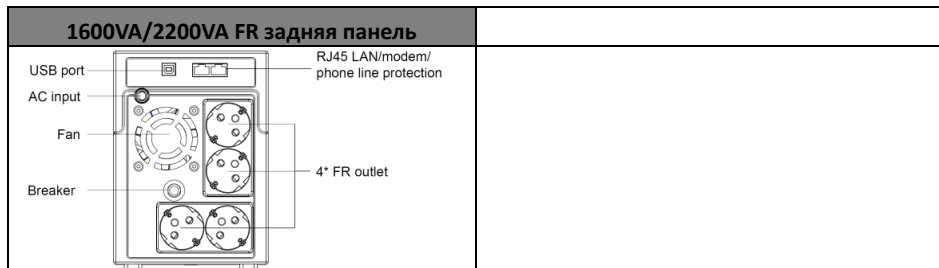 1600VA/2200VA FR задняя панель
USB port
RJ45 LAN/modem/
phone line protection
AC input
Fan
4* FR outlet
Breaker